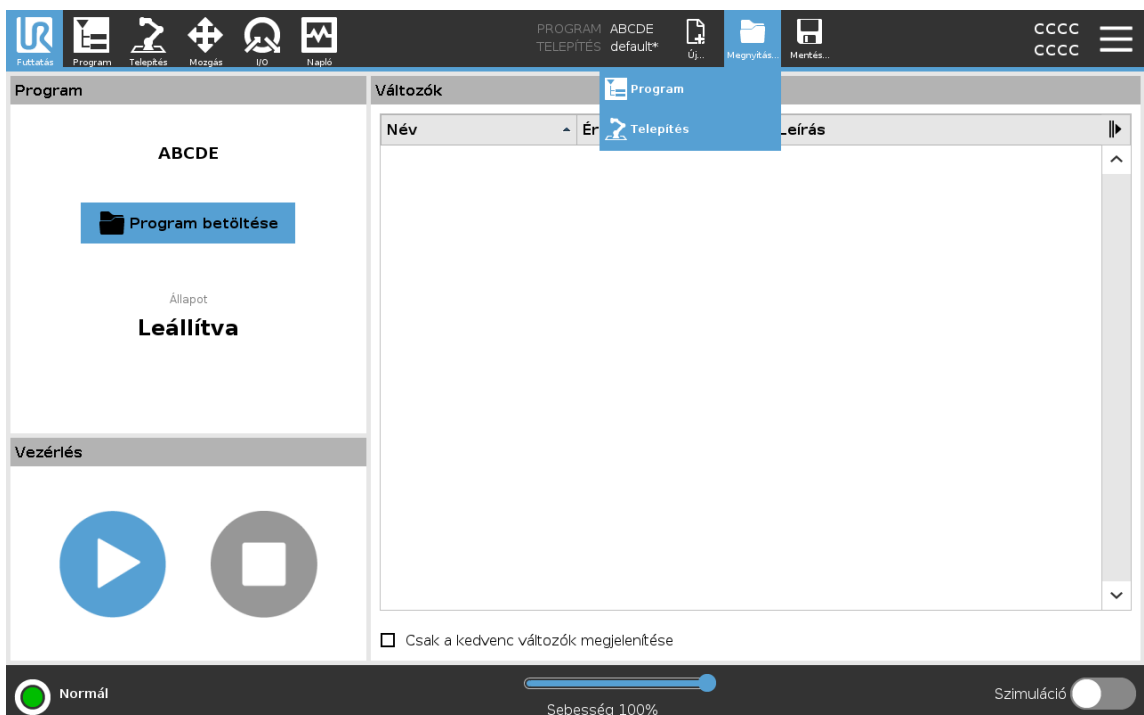 Futtatás Program Telepítés Mozgás I/O Napló
PROGRAM ABCDE
TELEPÍTÉS default*
Új... Megnyitás... Mentés...
CCCC
CCCC
Program
ABCDE
Program betöltése
Állapot
Leállítva
Vezérlés
Változók
Program
Telepítés
Név
Ér
Leírás
Csak a kedvenc változók megjelenítése
Normál
Sebesség 100%
Szimuláció